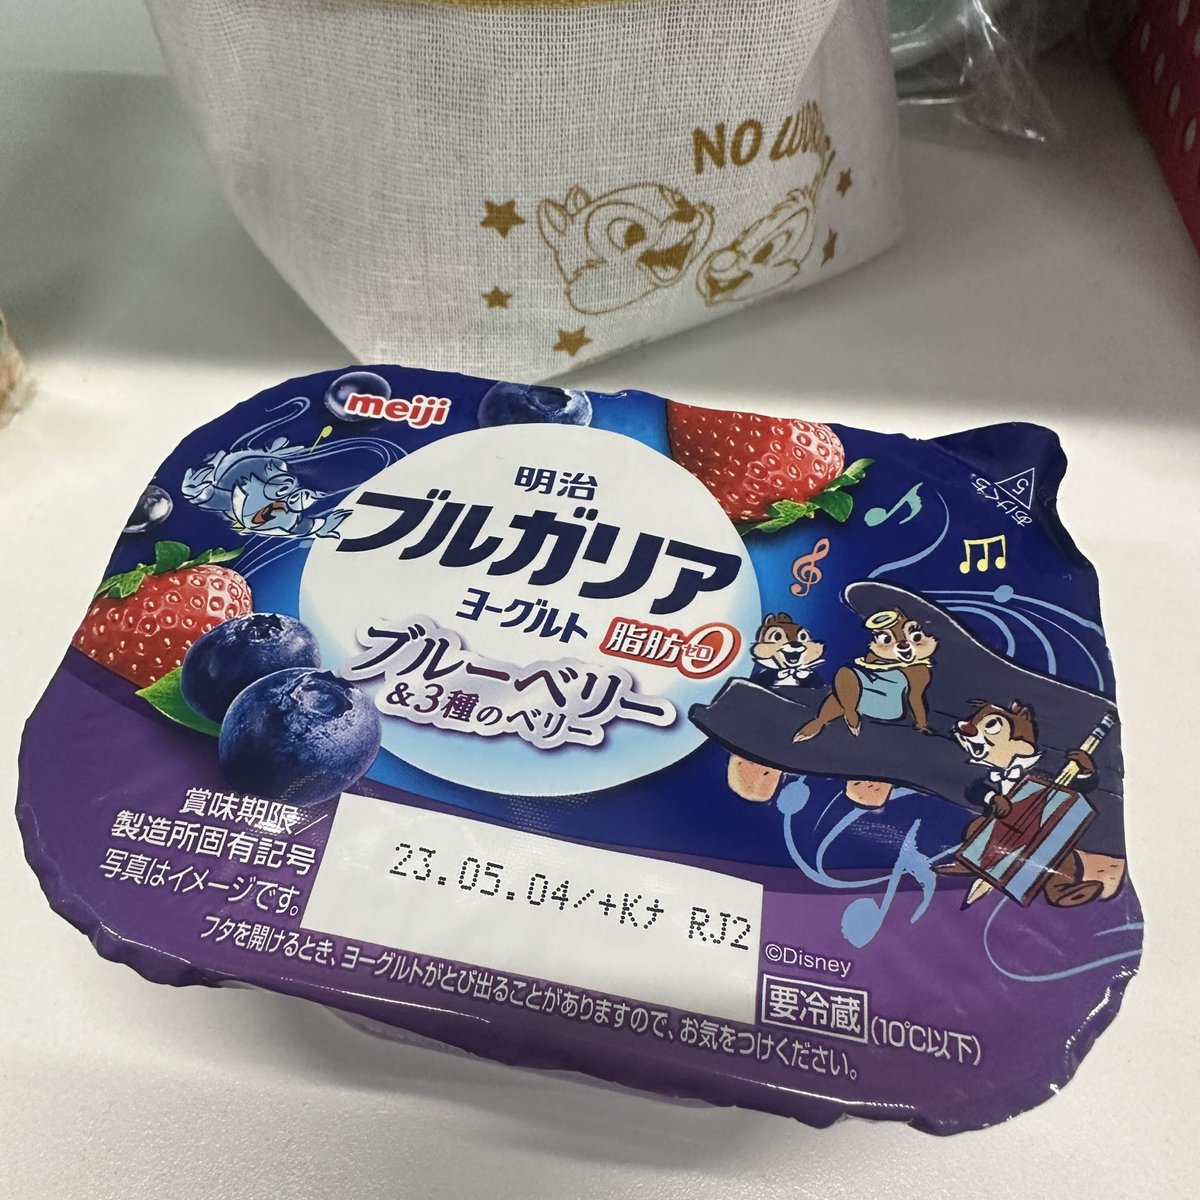 NO
meiji
明治
ブルガリア
ヨーグルト
脂肪ゼロ
ブルーベリー
&3種のベリー
あけぐち
5
賞味期限/
製造所固有記号
写真はイメージです。
23.05.04/+Kナ RJ2
©Disney
フタを開けるとき、ヨーグルトがとび出ることがありますので、お気をつけください。
要冷蔵(10℃以下)